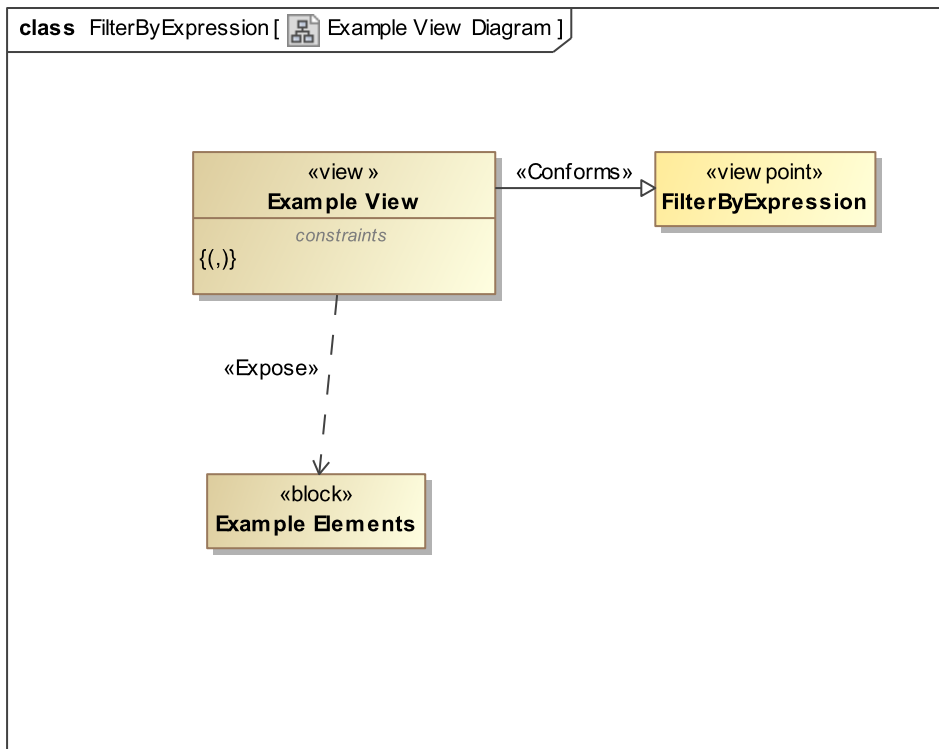 class FilterByExpression [ Example View Diagram ]
«view »
Example View
constraints
{(,)}
«Conforms»
«view point»
FilterByExpression
«Expose»
«block»
Example Elements